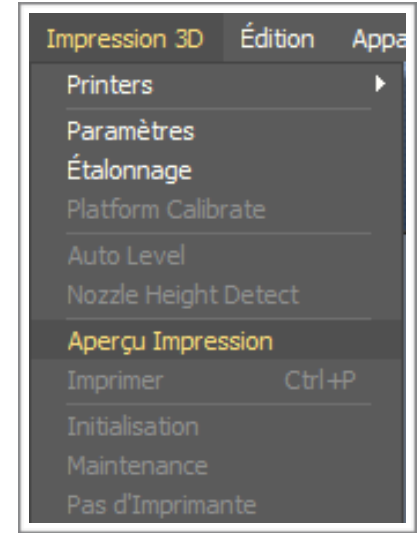 Impression 3D Édition Appa
Printers
Paramètres
Étalonnage
Platform Calibrate
Auto Level
Nozzle Height Detect
Aperçu Impression
Imprimer Ctrl+P
Initialisation
Maintenance
Pas d'Imprimante